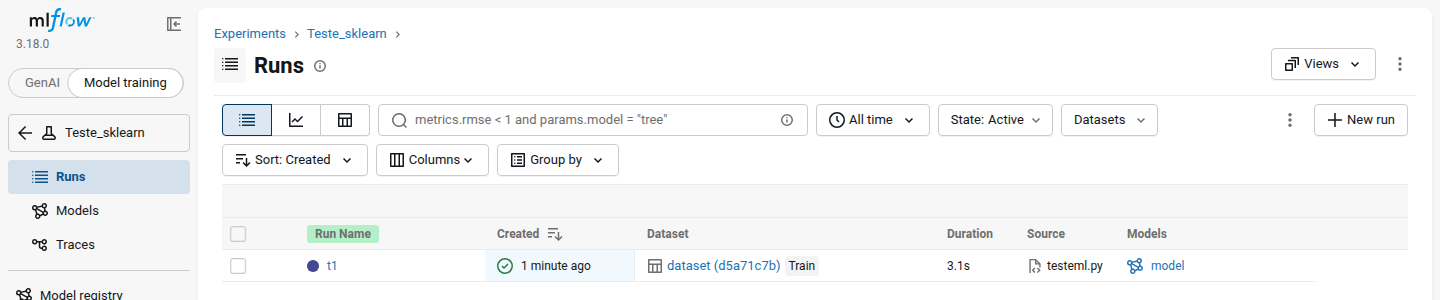 mlflow
3.18.0
GenAI Model training
Teste_sklearn
Runs
Models
Traces
Model registry
Experiments > Teste_sklearn >
Runs
Views
metrics.rmse < 1 and params.model = "tree"
All time
State: Active
Datasets
New run
Sort: Created
Columns
Group by
Run Name Created Dataset Duration Source Models
t1 1 minute ago dataset (d5a71c7b) Train 3.1s testeml.py model